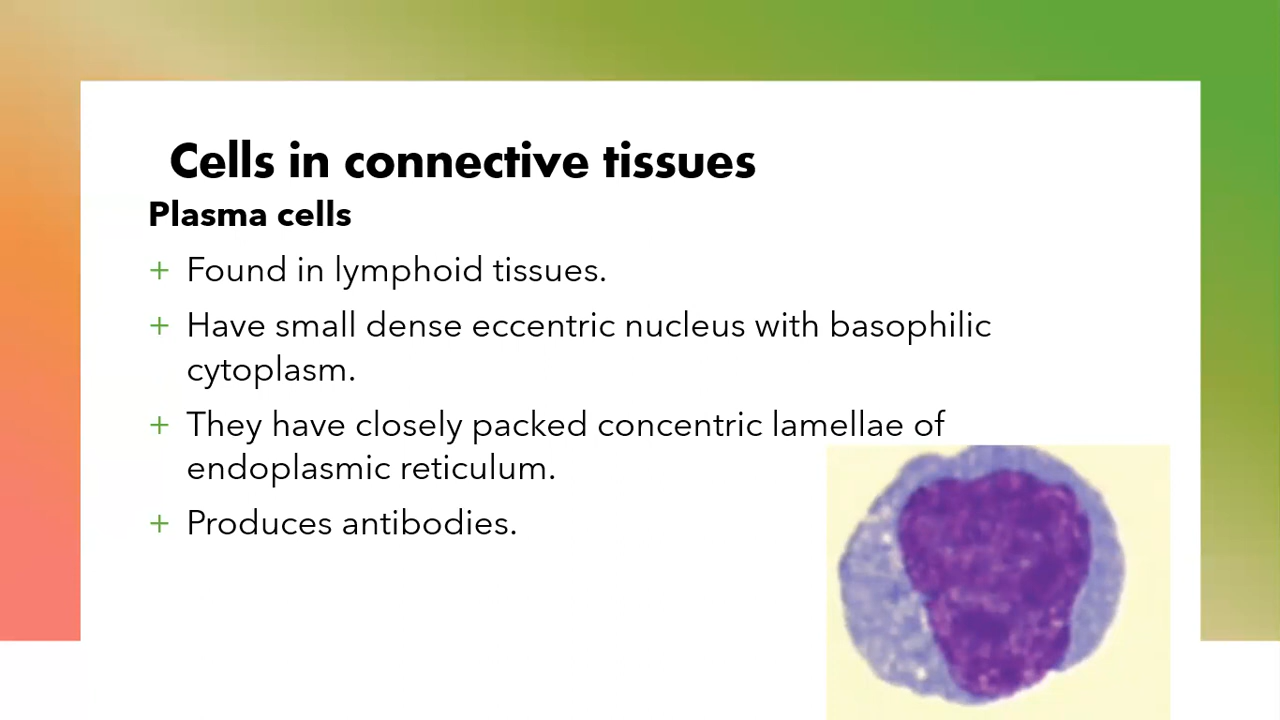 Cells in connective tissues
Plasma cells
+ Found in lymphoid tissues.
+ Have small dense eccentric nucleus with basophilic
cytoplasm.
+ They have closely packed concentric lamellae of
endoplasmic reticulum.
+ Produces antibodies.